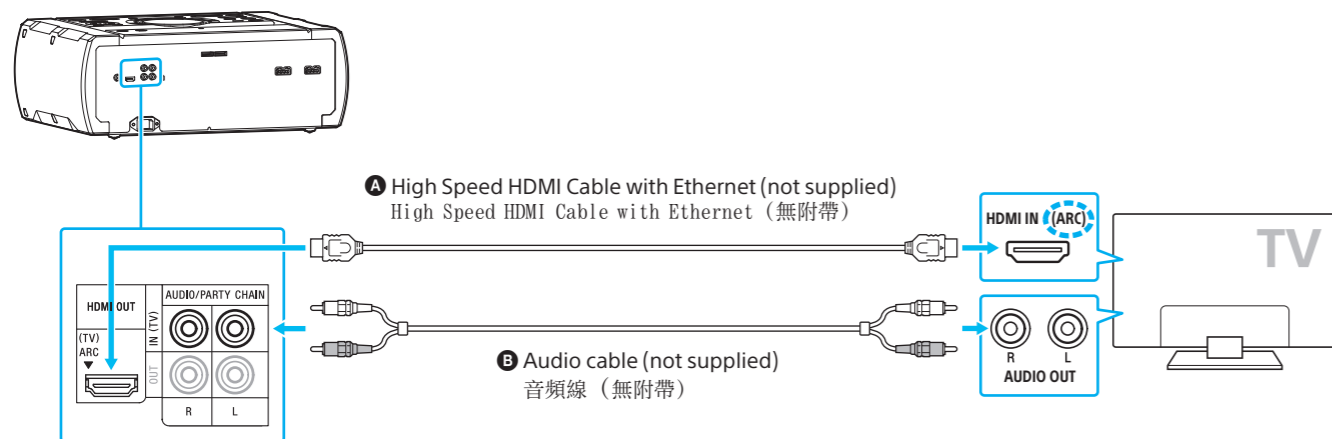 Ⓐ High Speed HDMI Cable with Ethernet (not supplied)
High Speed HDMI Cable with Ethernet (無附帶)
HDMI IN (ARC)
TV
HDMI OUT
(TV)
ARC
AUDIO/PARTY CHAIN
IN (TV)
OUT
R
L
Ⓑ Audio cable (not supplied)
音頻線 (無附帶)
R
L
AUDIO OUT